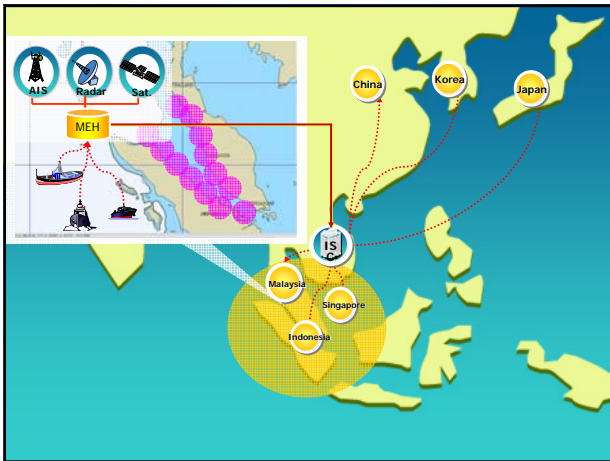 AIS
Radar
Sat.
MEH
China
Korea
Japan
IS
C
Malaysia
Singapore
Indonesia